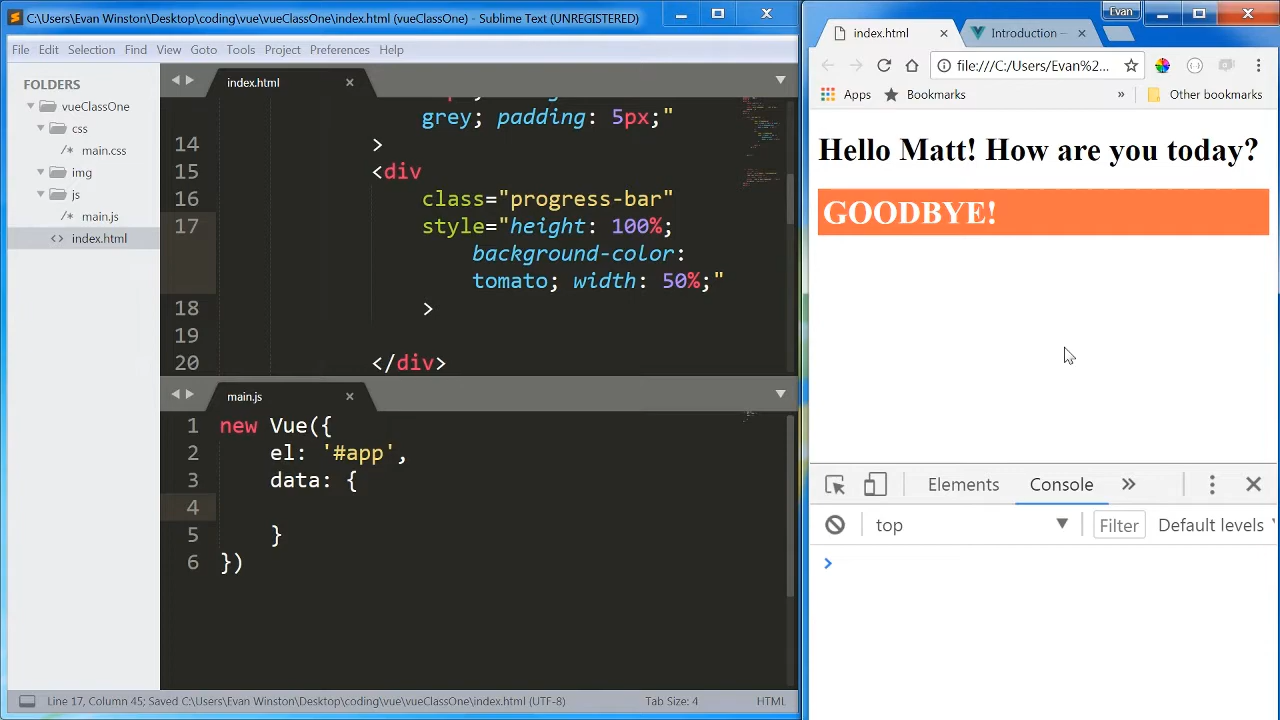 C:\Users\Evan Winston\Desktop\coding\vue\vueClassOne\index.html (vueClassOne) - Sublime Text (UNREGISTERED)
File Edit Selection Find View Goto Tools Project Preferences Help
FOLDERS
vueClassOne
css
/* main.css
img
js
/* main.js
<> index.html
index.html ×
grey; padding: 5px;"
14 >
15 <div
16 class="progress-bar"
17 style="height: 100%;
background-color:
tomato; width: 50%;"
18 >
19
20 </div>
main.js ×
1 new Vue({
2 el: '#app',
3 data: {
4
5 }
6 })
Line 17, Column 45; Saved C:\Users\Evan Winston\Desktop\coding\vue\vueClassOne\index.html (UTF-8) Tab Size: 4 HTML
Evan
index.html × Introduction — ×
file:///C:/Users/Evan%2...
Apps Bookmarks » Other bookmarks
Hello Matt! How are you today?
GOODBYE!
Elements Console »
top Filter Default levels
>